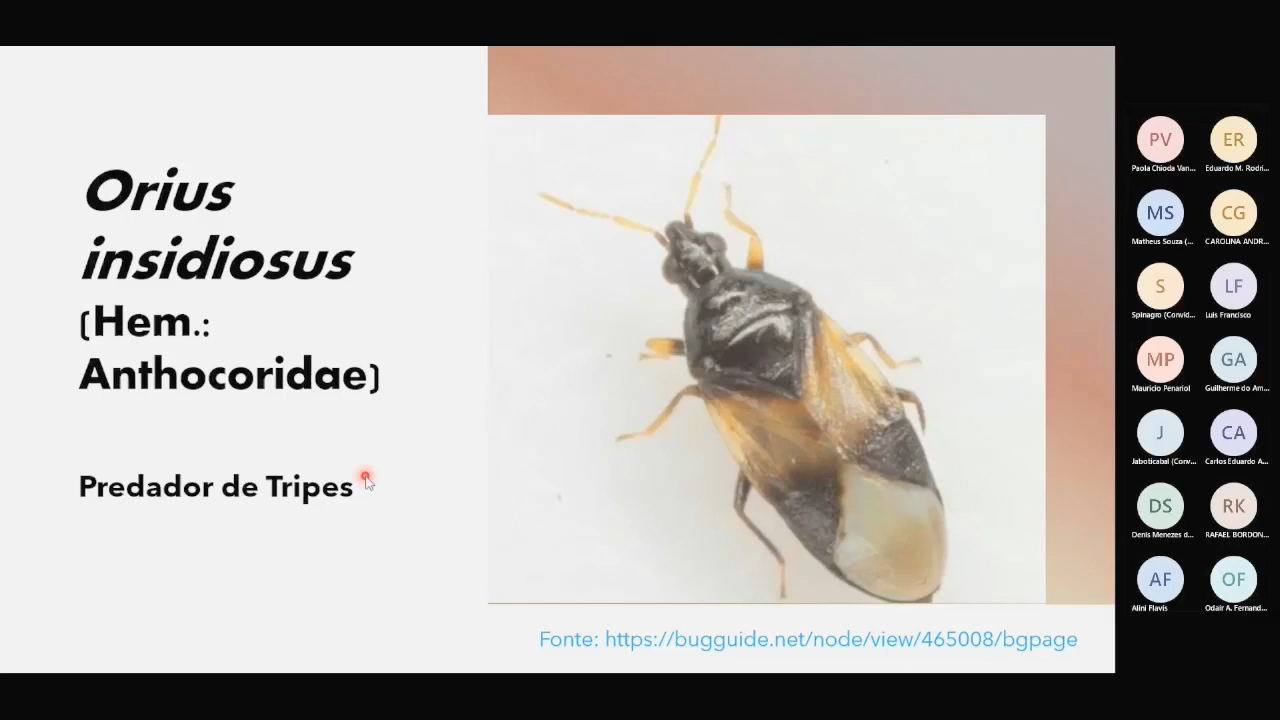 Orius
insidiosus
(Hem.:
Anthocoridae)
Predador de Tripes
Fonte: https://bugguide.net/node/view/465008/bgpage
PV
ER
Paola Chioda Van...
Eduardo M. Rodri...
MS
CG
Matheus Souza (...
CAROLINA ANDR...
S
LF
Spinagro (Convid...
Luis Francisco
MP
GA
Mauricio Penariol
Guilherme do Am...
J
CA
Jaboticabal (Conv...
Carlos Eduardo A...
DS
RK
Denis Menezes d...
RAFAEL BORDON...
AF
OF
Alini Flavis
Odair A. Fernand...